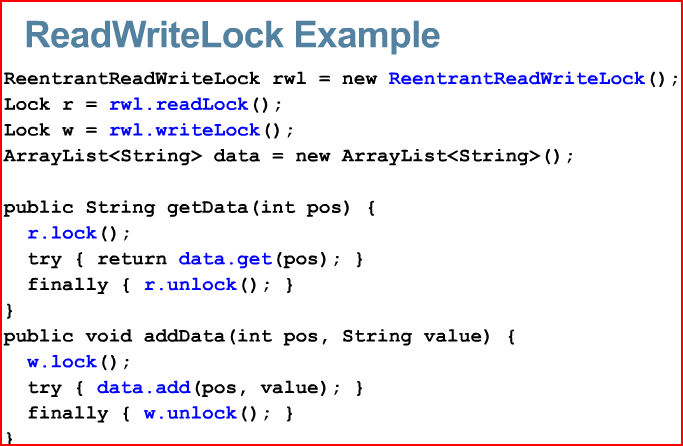 ReadWriteLock Example
ReentrantReadWriteLock rwl = new ReentrantReadWriteLock();
Lock r = rwl.readLock();
Lock w = rwl.writeLock();
ArrayList<String> data = new ArrayList<String>();
public String getData(int pos) {
r.lock();
try { return data.get(pos); }
finally { r.unlock(); }
}
public void addData(int pos, String value) {
w.lock();
try { data.add(pos, value); }
finally { w.unlock(); }
}